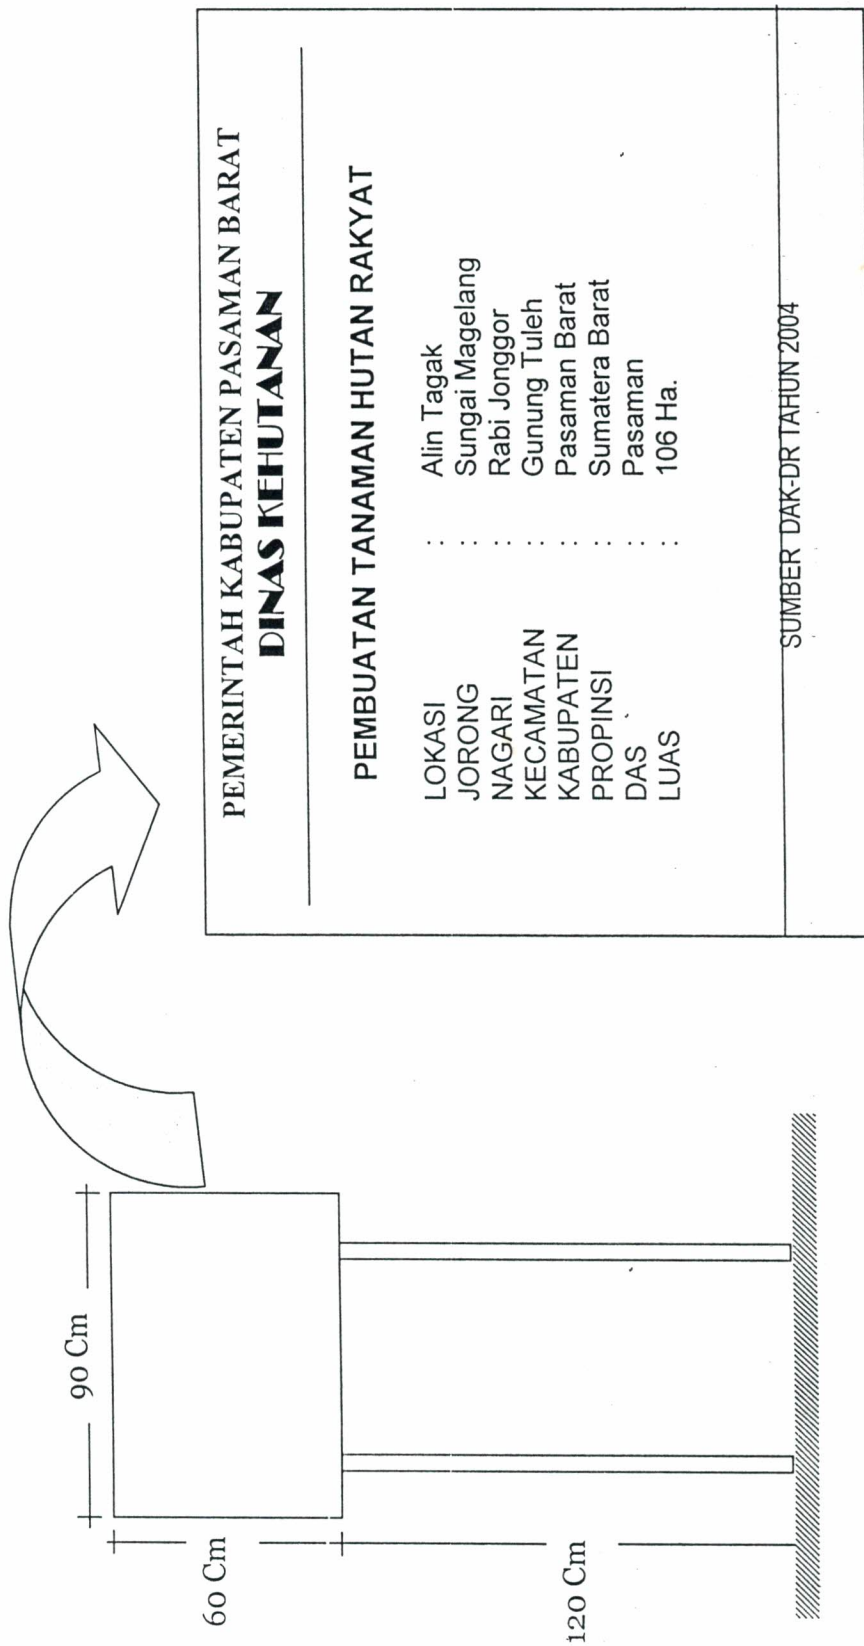 90 Cm
60 Cm
120 Cm
PEMERINTAH KABUPATEN PASAMAN BARAT
DINAS KEHUTANAN
PEMBUATAN TANAMAN HUTAN RAKYAT
LOKASI : Alin Tagak
JORONG : Sungai Magelang
NAGARI : Rabi Jonggor
KECAMATAN : Gunung Tuleh
KABUPATEN : Pasaman Barat
PROPINSI : Sumatera Barat
DAS : Pasaman
LUAS : 106 Ha.
SUMBER DAK-DR TAHUN 2004